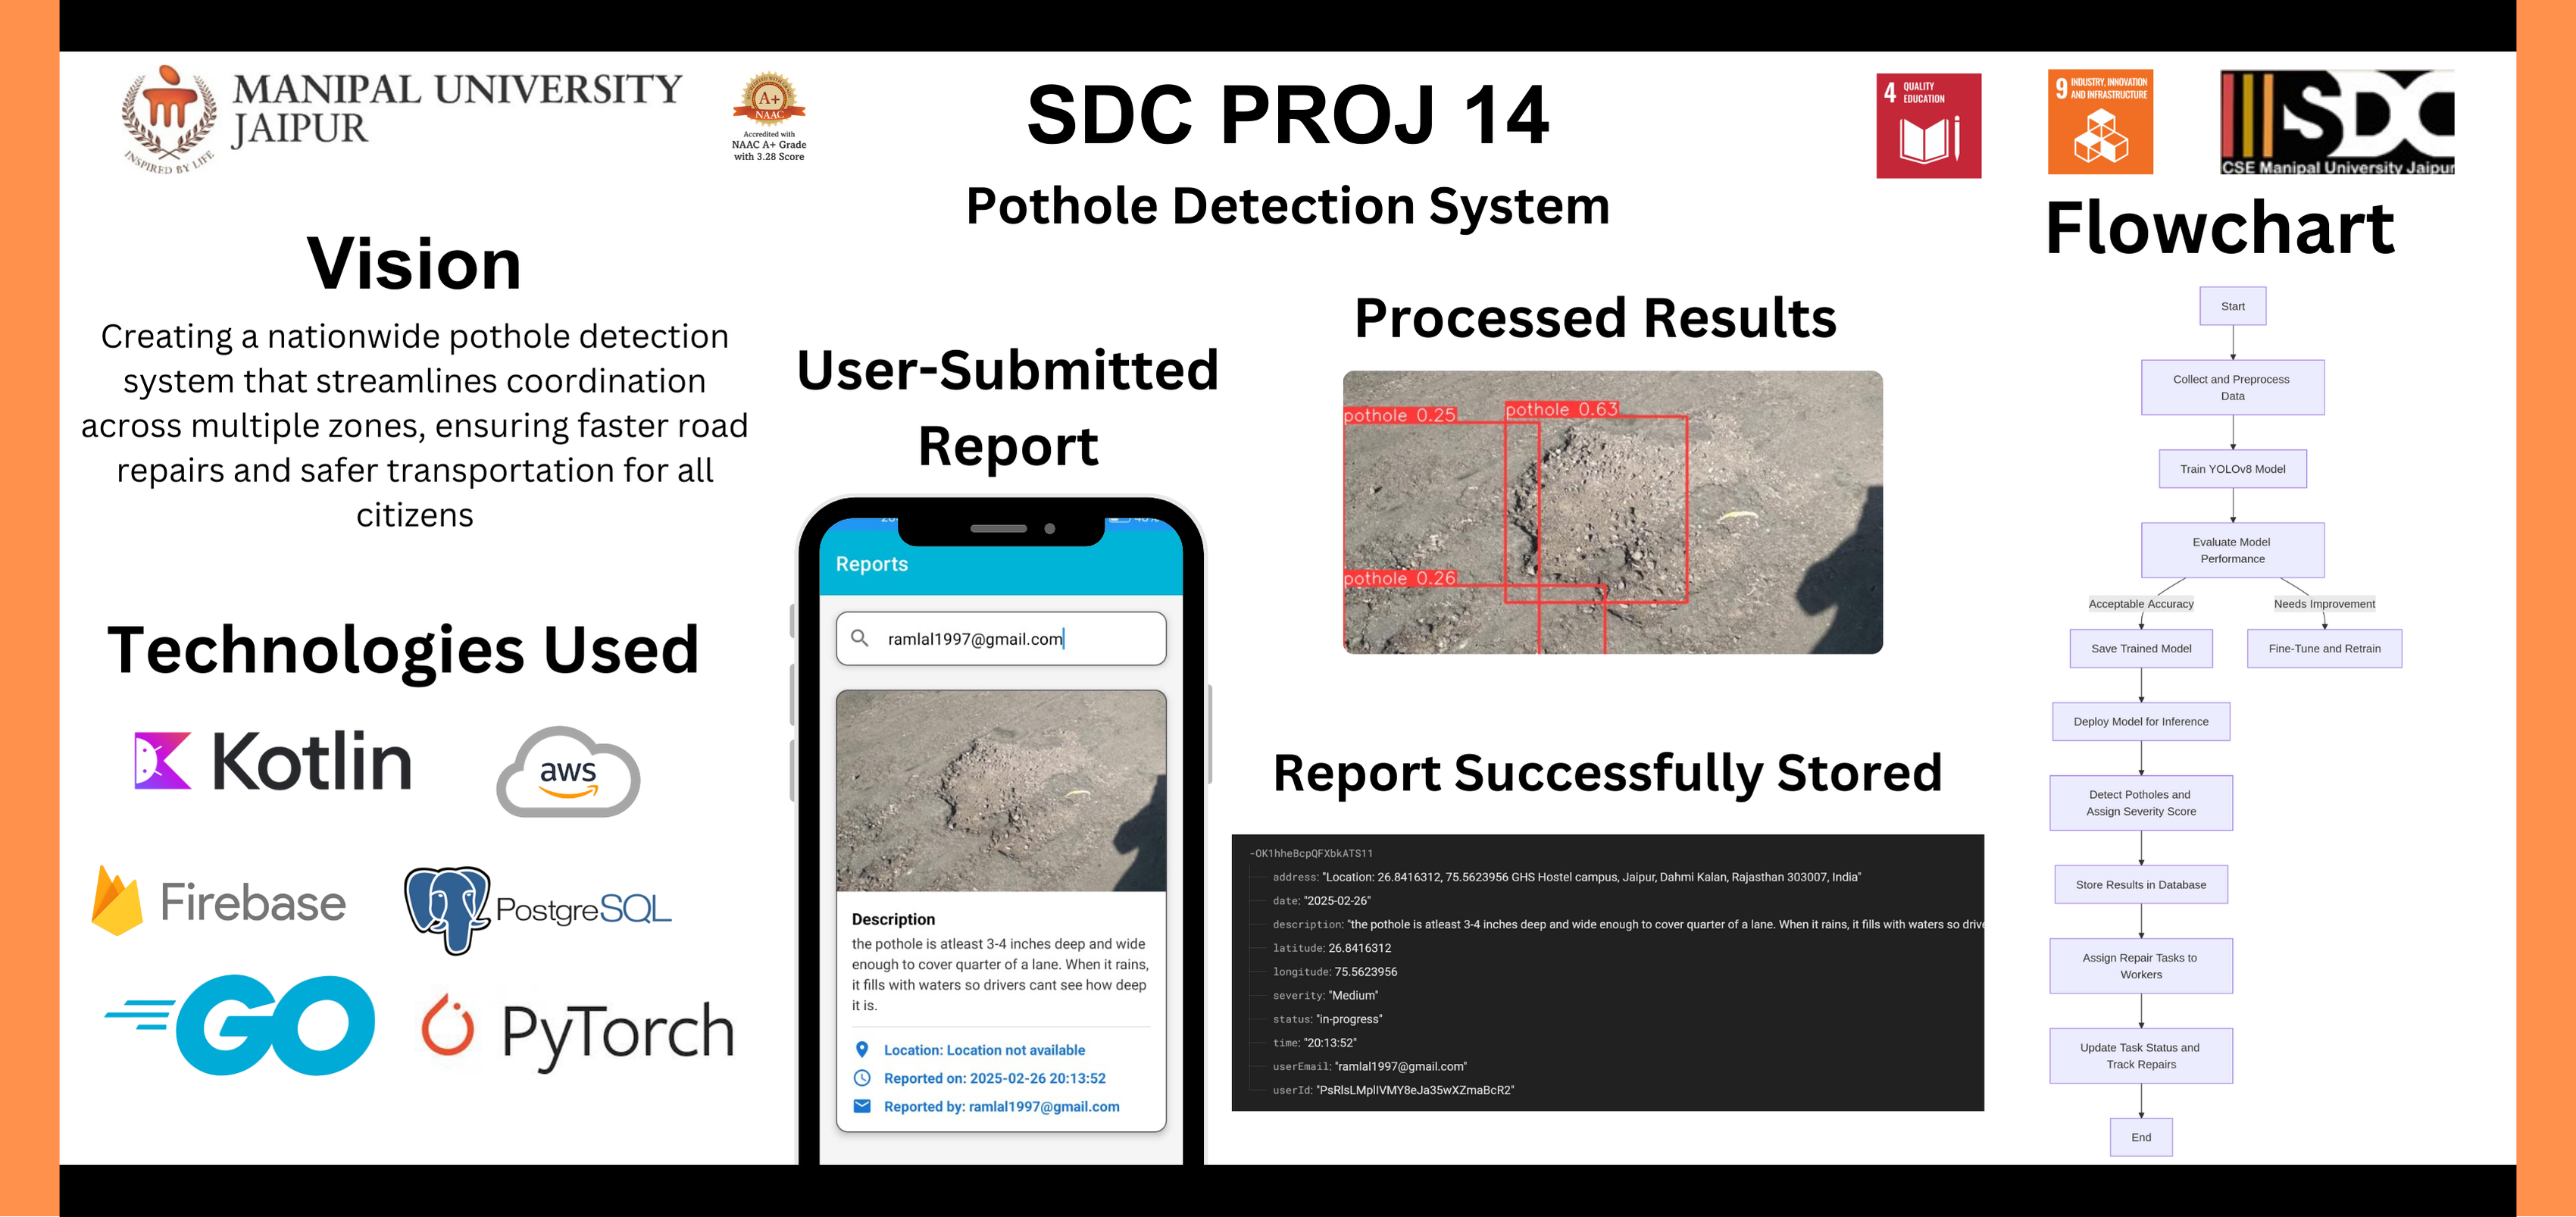 MANIPAL UNIVERSITY
JAIPUR
INSPIRED BY LIFE
A+
NAAC
Accredited with
NAAC A+ Grade
with 3.28 Score
SDC PROJ 14
Pothole Detection System
4 QUALITY
EDUCATION
9 INDUSTRY, INNOVATION
AND INFRASTRUCTURE
SDC
CSE Manipal University Jaipur
Vision
Creating a nationwide pothole detection
system that streamlines coordination
across multiple zones, ensuring faster road
repairs and safer transportation for all
citizens
Technologies Used
Kotlin
aws
Firebase
PostgreSQL
GO
PyTorch
User-Submitted
Report
Reports
ramlal1997@gmail.com
Description
the pothole is atleast 3-4 inches deep and wide
enough to cover quarter of a lane. When it rains,
it fills with waters so drivers cant see how deep
it is.
Location: Location not available
Reported on: 2025-02-26 20:13:52
Reported by: ramlal1997@gmail.com
Processed Results
pothole 0.25
pothole 0.63
pothole 0.26
Report Successfully Stored
-OK1hheBcpQFXbkATS11
address: "Location: 26.8416312, 75.5623956 GHS Hostel campus, Jaipur, Dahmi Kalan, Rajasthan 303007, India"
date: "2025-02-26"
description: "the pothole is atleast 3-4 inches deep and wide enough to cover quarter of a lane. When it rains, it fills with waters so drive
latitude: 26.8416312
longitude: 75.5623956
severity: "Medium"
status: "in-progress"
time: "20:13:52"
userEmail: "ramlal1997@gmail.com"
userId: "PsRIsLMplIVMY8eJa35wXZmaBcR2"
Flowchart
Start
Collect and Preprocess
Data
Train YOLOv8 Model
Evaluate Model
Performance
Acceptable Accuracy
Needs Improvement
Save Trained Model
Fine-Tune and Retrain
Deploy Model for Inference
Detect Potholes and
Assign Severity Score
Store Results in Database
Assign Repair Tasks to
Workers
Update Task Status and
Track Repairs
End